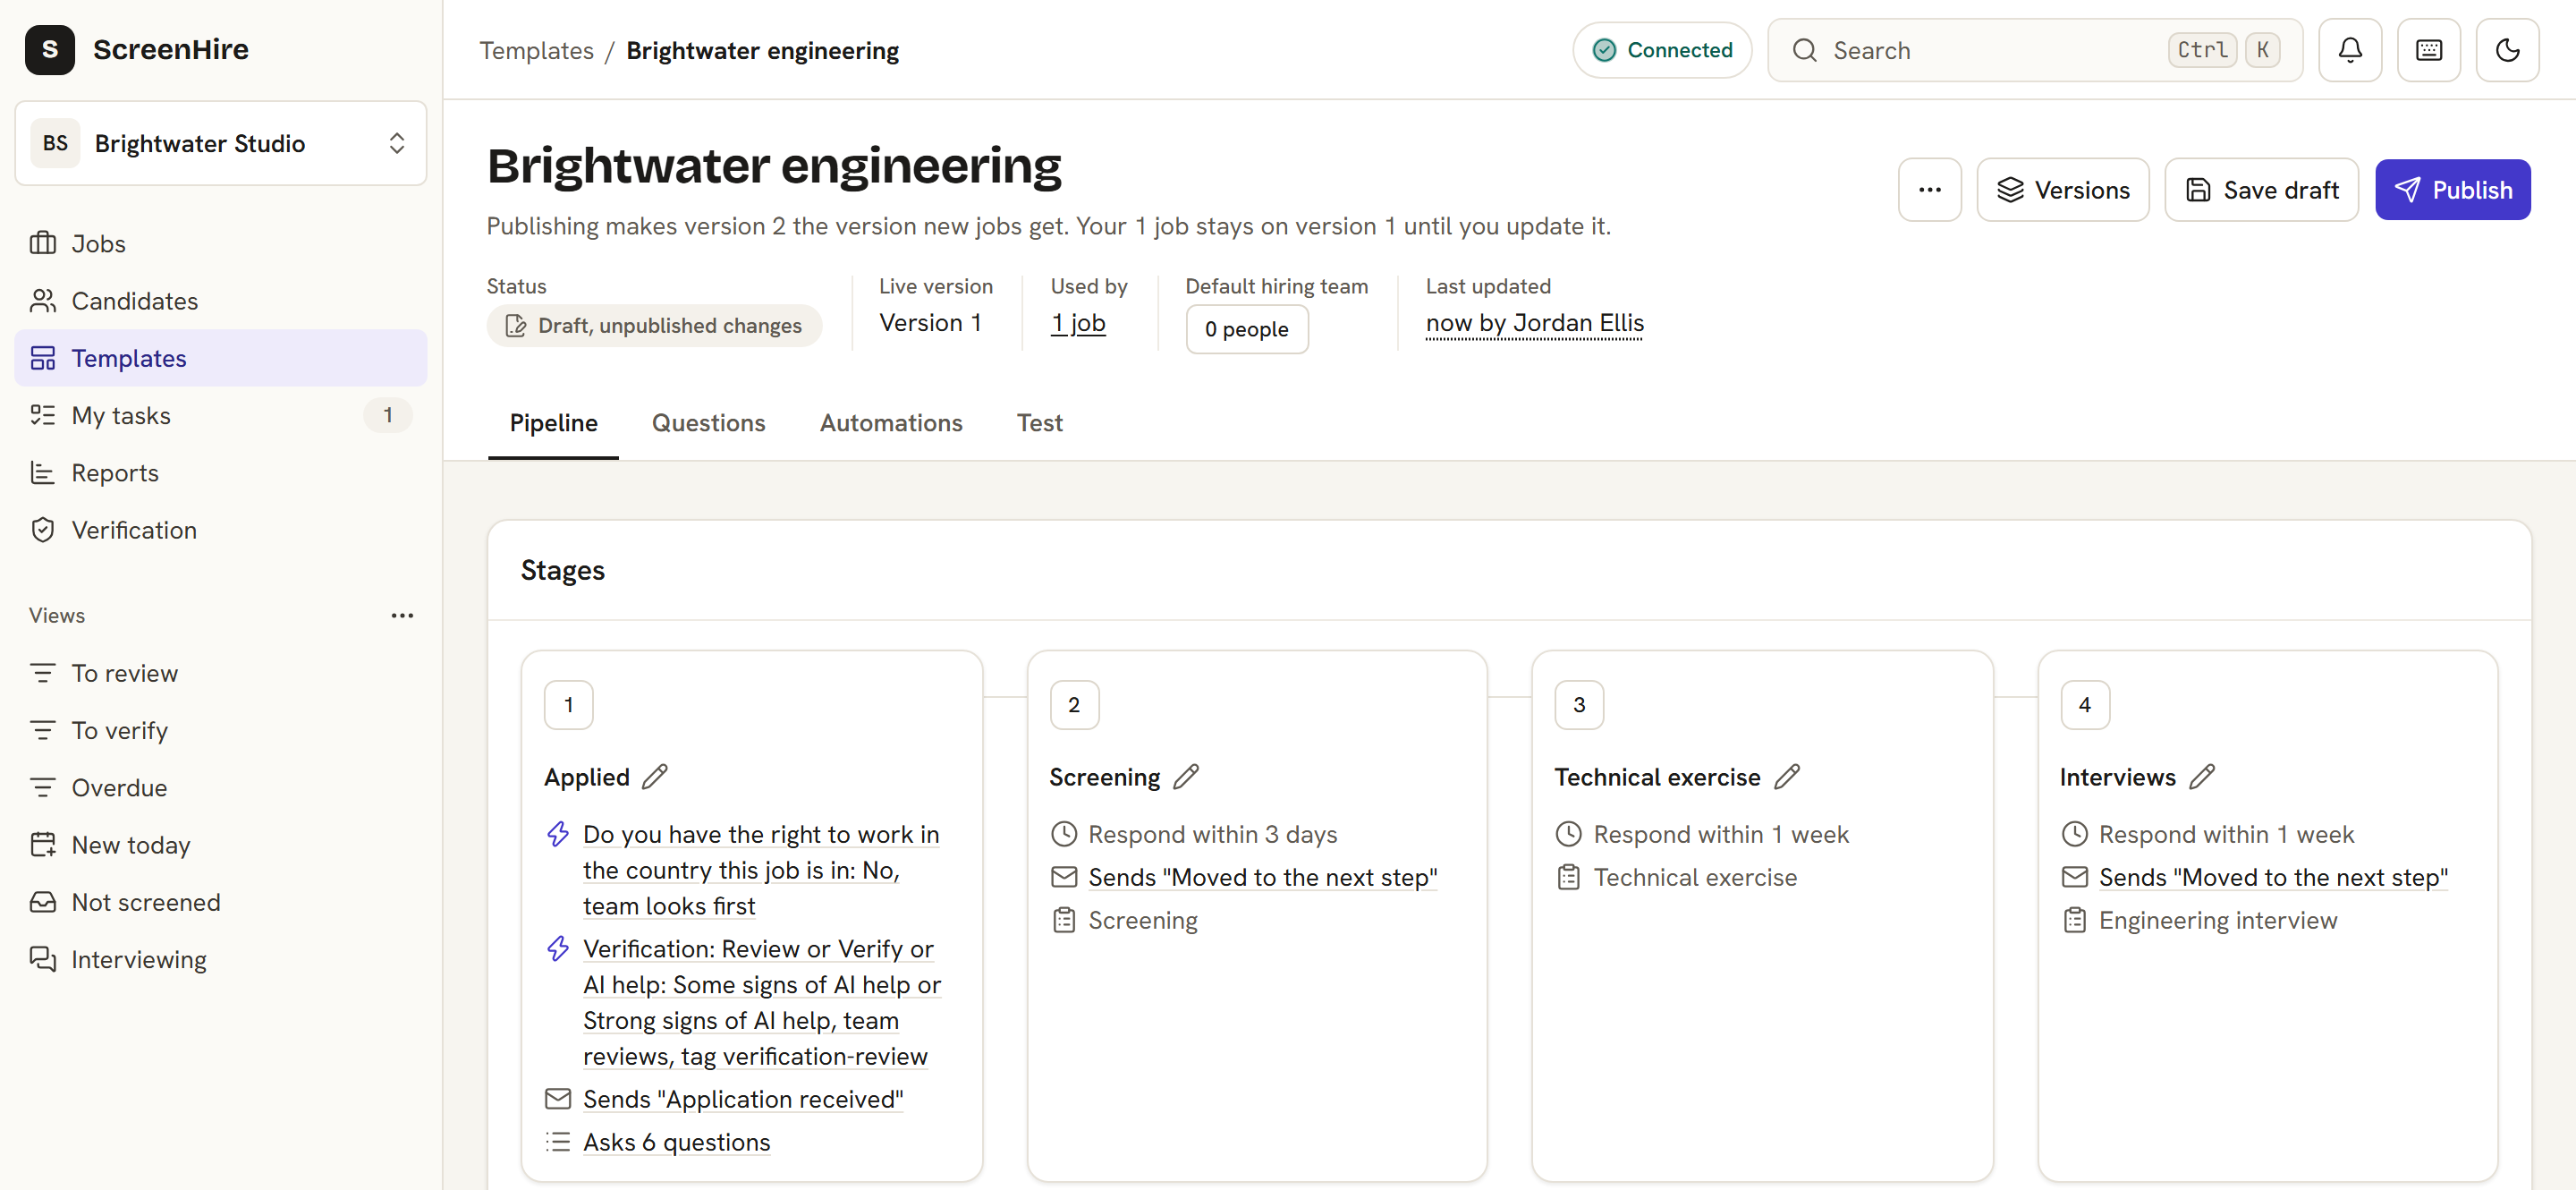 S ScreenHire
BS Brightwater Studio
Jobs
Candidates
Templates
My tasks 1
Reports
Verification
Views
To review
To verify
Overdue
New today
Not screened
Interviewing
Templates / Brightwater engineering
Connected
Search Ctrl K
Brightwater engineering
Publishing makes version 2 the version new jobs get. Your 1 job stays on version 1 until you update it.
Versions
Save draft
Publish
Status
Draft, unpublished changes
Live version
Version 1
Used by
1 job
Default hiring team
0 people
Last updated
now by Jordan Ellis
Pipeline Questions Automations Test
Stages
1
Applied
Do you have the right to work in
the country this job is in: No,
team looks first
Verification: Review or Verify or
AI help: Some signs of AI help or
Strong signs of AI help, team
reviews, tag verification-review
Sends "Application received"
Asks 6 questions
2
Screening
Respond within 3 days
Sends "Moved to the next step"
Screening
3
Technical exercise
Respond within 1 week
Technical exercise
4
Interviews
Respond within 1 week
Sends "Moved to the next step"
Engineering interview